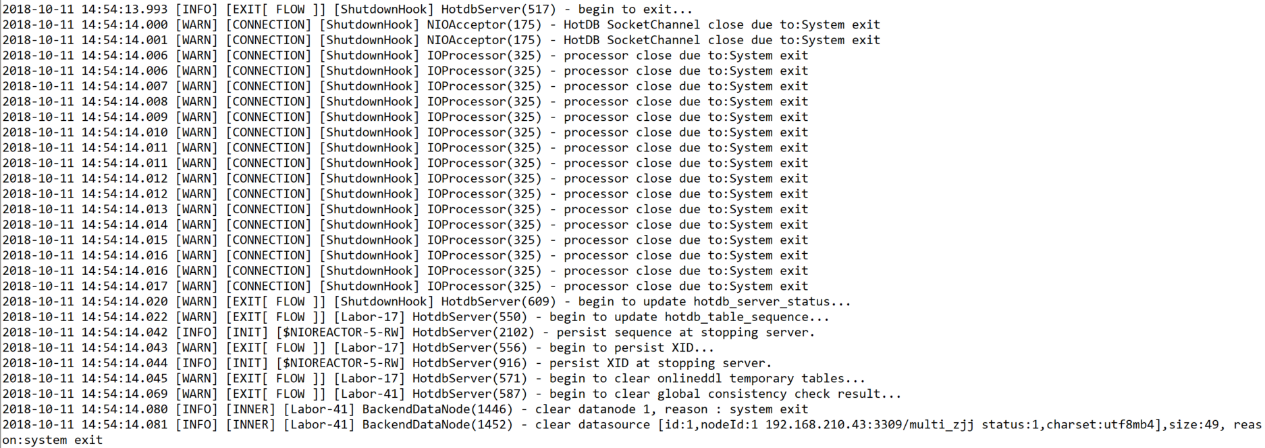 2018-10-11 14:54:13.993 [INFO] [EXIT[ FLOW ]] [ShutdownHook] HotdbServer(517) - begin to exit...
2018-10-11 14:54:14.000 [WARN] [CONNECTION] [ShutdownHook] NIOAcceptor(175) - HotDB SocketChannel close due to:System exit
2018-10-11 14:54:14.001 [WARN] [CONNECTION] [ShutdownHook] NIOAcceptor(175) - HotDB SocketChannel close due to:System exit
2018-10-11 14:54:14.006 [WARN] [CONNECTION] [ShutdownHook] IOProcessor(325) - processor close due to:System exit
2018-10-11 14:54:14.006 [WARN] [CONNECTION] [ShutdownHook] IOProcessor(325) - processor close due to:System exit
2018-10-11 14:54:14.007 [WARN] [CONNECTION] [ShutdownHook] IOProcessor(325) - processor close due to:System exit
2018-10-11 14:54:14.008 [WARN] [CONNECTION] [ShutdownHook] IOProcessor(325) - processor close due to:System exit
2018-10-11 14:54:14.009 [WARN] [CONNECTION] [ShutdownHook] IOProcessor(325) - processor close due to:System exit
2018-10-11 14:54:14.010 [WARN] [CONNECTION] [ShutdownHook] IOProcessor(325) - processor close due to:System exit
2018-10-11 14:54:14.011 [WARN] [CONNECTION] [ShutdownHook] IOProcessor(325) - processor close due to:System exit
2018-10-11 14:54:14.011 [WARN] [CONNECTION] [ShutdownHook] IOProcessor(325) - processor close due to:System exit
2018-10-11 14:54:14.012 [WARN] [CONNECTION] [ShutdownHook] IOProcessor(325) - processor close due to:System exit
2018-10-11 14:54:14.012 [WARN] [CONNECTION] [ShutdownHook] IOProcessor(325) - processor close due to:System exit
2018-10-11 14:54:14.013 [WARN] [CONNECTION] [ShutdownHook] IOProcessor(325) - processor close due to:System exit
2018-10-11 14:54:14.014 [WARN] [CONNECTION] [ShutdownHook] IOProcessor(325) - processor close due to:System exit
2018-10-11 14:54:14.015 [WARN] [CONNECTION] [ShutdownHook] IOProcessor(325) - processor close due to:System exit
2018-10-11 14:54:14.016 [WARN] [CONNECTION] [ShutdownHook] IOProcessor(325) - processor close due to:System exit
2018-10-11 14:54:14.016 [WARN] [CONNECTION] [ShutdownHook] IOProcessor(325) - processor close due to:System exit
2018-10-11 14:54:14.017 [WARN] [CONNECTION] [ShutdownHook] IOProcessor(325) - processor close due to:System exit
2018-10-11 14:54:14.020 [WARN] [EXIT[ FLOW ]] [ShutdownHook] HotdbServer(609) - begin to update hotdb_server_status...
2018-10-11 14:54:14.022 [WARN] [EXIT[ FLOW ]] [Labor-17] HotdbServer(550) - begin to update hotdb_table_sequence...
2018-10-11 14:54:14.042 [INFO] [INIT] [$NIOREACTOR-5-RW] HotdbServer(2102) - persist sequence at stopping server.
2018-10-11 14:54:14.043 [WARN] [EXIT[ FLOW ]] [Labor-17] HotdbServer(556) - begin to persist XID...
2018-10-11 14:54:14.044 [INFO] [INIT] [$NIOREACTOR-5-RW] HotdbServer(916) - persist XID at stopping server.
2018-10-11 14:54:14.045 [WARN] [EXIT[ FLOW ]] [Labor-17] HotdbServer(571) - begin to clear onlineddl temporary tables...
2018-10-11 14:54:14.069 [WARN] [EXIT[ FLOW ]] [Labor-41] HotdbServer(587) - begin to clear global consistency check result...
2018-10-11 14:54:14.080 [INFO] [INNER] [Labor-41] BackendDataNode(1446) - clear datanode 1, reason : system exit
2018-10-11 14:54:14.081 [INFO] [INNER] [Labor-41] BackendDataNode(1452) - clear datasource [id:1,nodeId:1 192.168.210.43:3309/multi_zjj status:1,charset:utf8mb4],size:49, reas
on:system exit